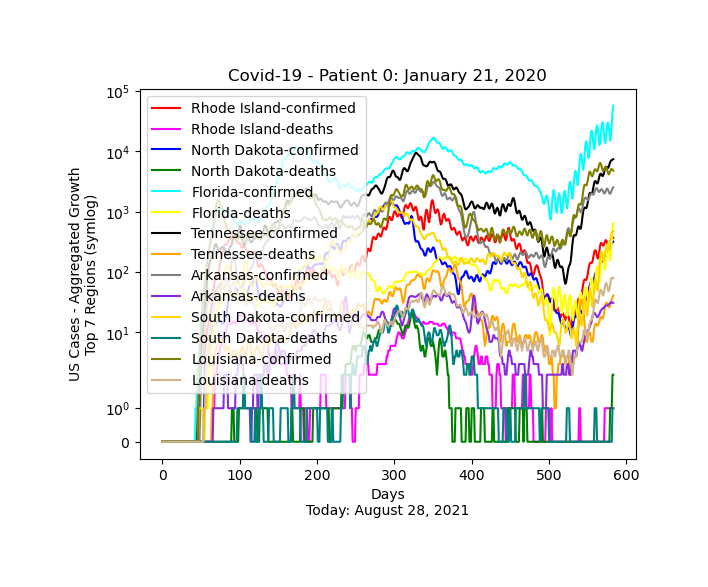 Covid-19 - Patient 0: January 21, 2020
US Cases - Aggregated Growth
Top 7 Regions (symlog)
10^5
10^4
10^3
10^2
10^1
10^0
0
Rhode Island-confirmed
Rhode Island-deaths
North Dakota-confirmed
North Dakota-deaths
Florida-confirmed
Florida-deaths
Tennessee-confirmed
Tennessee-deaths
Arkansas-confirmed
Arkansas-deaths
South Dakota-confirmed
South Dakota-deaths
Louisiana-confirmed
Louisiana-deaths
0 100 200 300 400 500 600
Days
Today: August 28, 2021